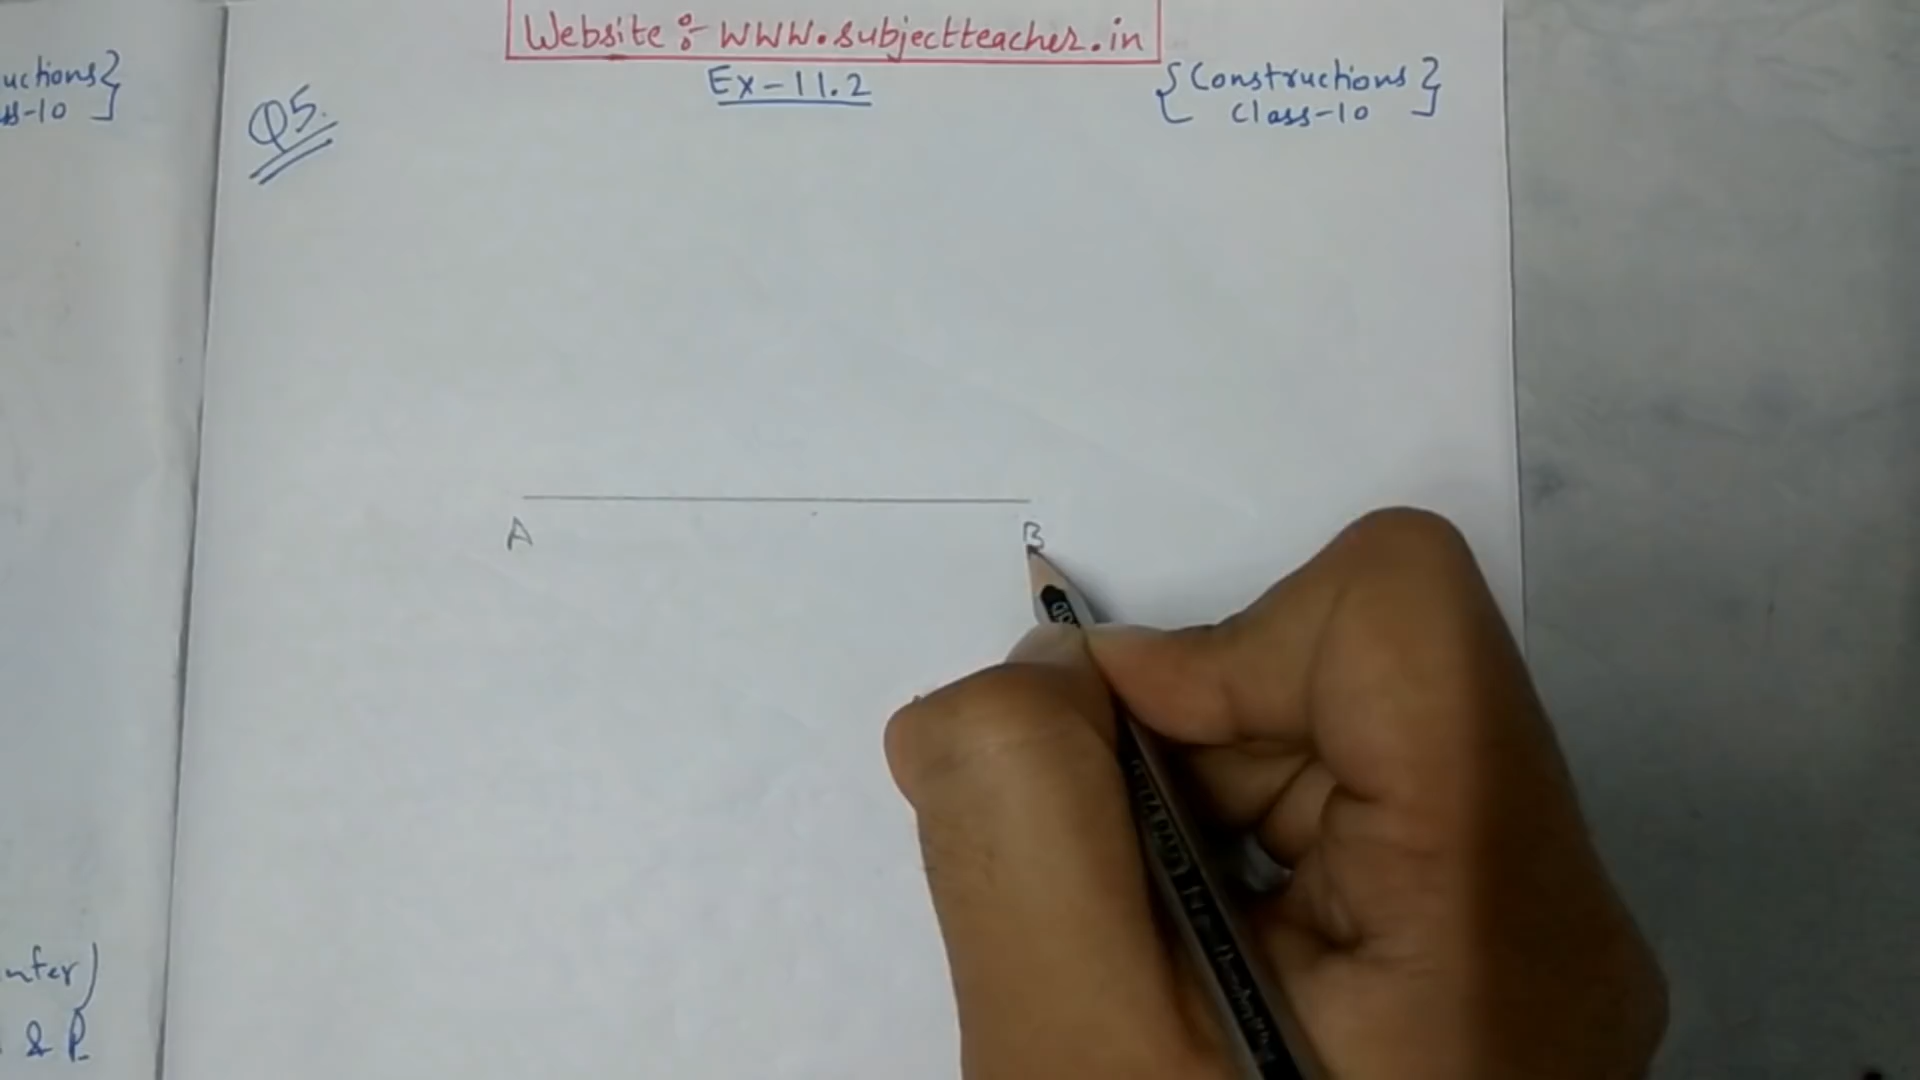 Website :- www.subjectteacher.in
Ex-11.2
{Constructions}
Class-10
uctions}
-10
Q5.
A
B
nter)
& P